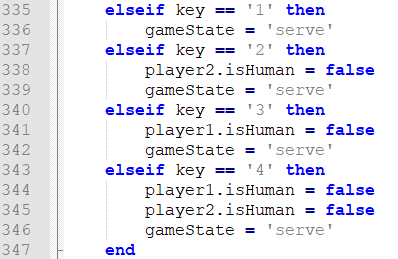 335 elseif key == '1' then
336 gameState = 'serve'
337 elseif key == '2' then
338 player2.isHuman = false
339 gameState = 'serve'
340 elseif key == '3' then
341 player1.isHuman = false
342 gameState = 'serve'
343 elseif key == '4' then
344 player1.isHuman = false
345 player2.isHuman = false
346 gameState = 'serve'
347 end